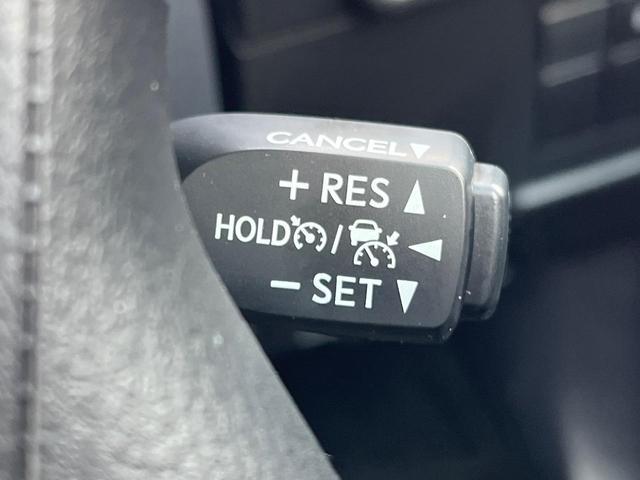 CANCEL▼
+ RES ▲
HOLD / ◀
− SET ▼